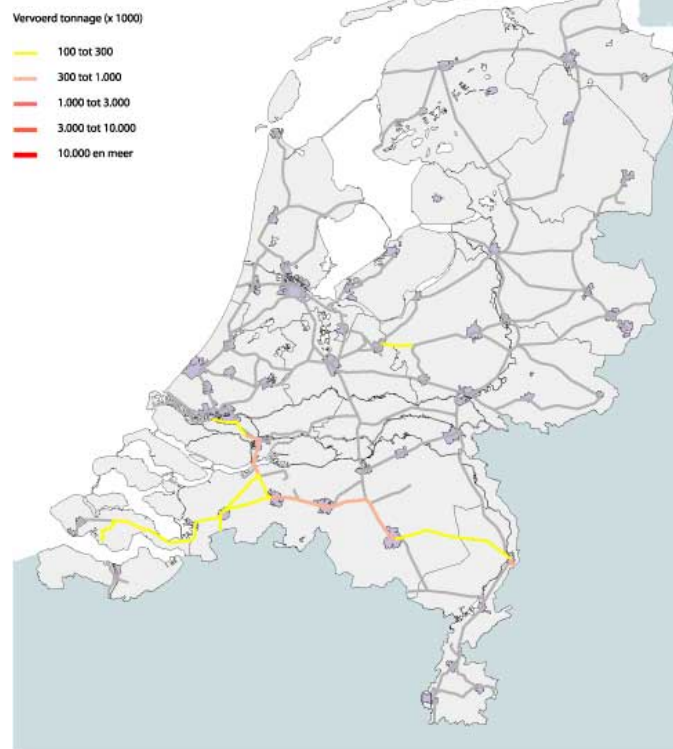 Vervoerd tonnage (x 1000)
100 tot 300
300 tot 1.000
1.000 tot 3.000
3.000 tot 10.000
10.000 en meer